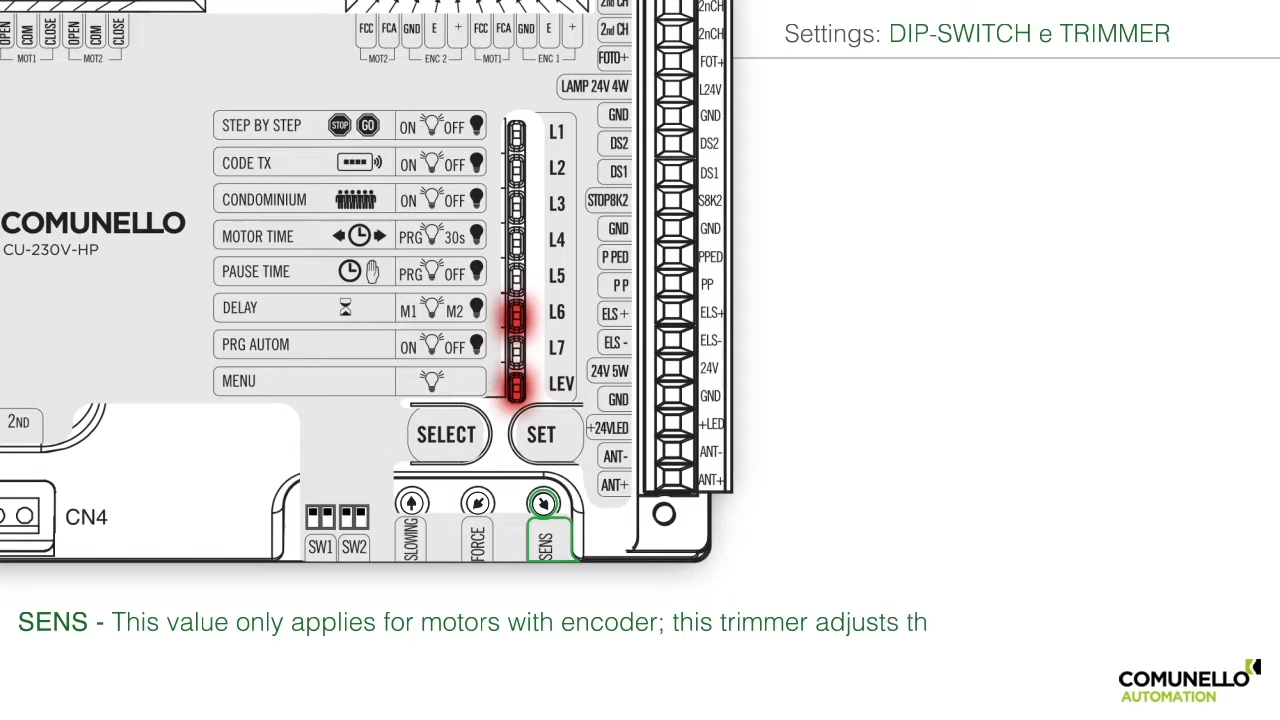 Settings: DIP-SWITCH e TRIMMER
OPEN COM CLOSE OPEN COM CLOSE
MOT1 MOT2
FCC FCA GND E + FCC FCA GND E +
MOT2 ENC 2 MOT1 ENC 1
2nd CH
2nd CH
FOTO+
LAMP 24V 4W
GND
DS2
DS1
STOP8K2
GND
P PED
P P
ELS +
ELS -
24V 5W
GND
+24VLED
ANT-
ANT+
2nCH
2nCH
FOT+
L24V
GND
DS2
DS1
S8K2
GND
PPED
PP
ELS+
ELS-
24V
GND
+LED
ANT-
ANT+
STEP BY STEP STOP GO ON OFF L1
CODE TX ON OFF L2
CONDOMINIUM ON OFF L3
MOTOR TIME PRG 30s L4
PAUSE TIME PRG OFF L5
DELAY M1 M2 L6
PRG AUTOM ON OFF L7
MENU LEV
COMUNELLO
CU-230V-HP
2ND
SELECT SET
CN4
SW1 SW2 SLOWING FORCE SENS
SENS - This value only applies for motors with encoder; this trimmer adjusts th
COMUNELLO
AUTOMATION